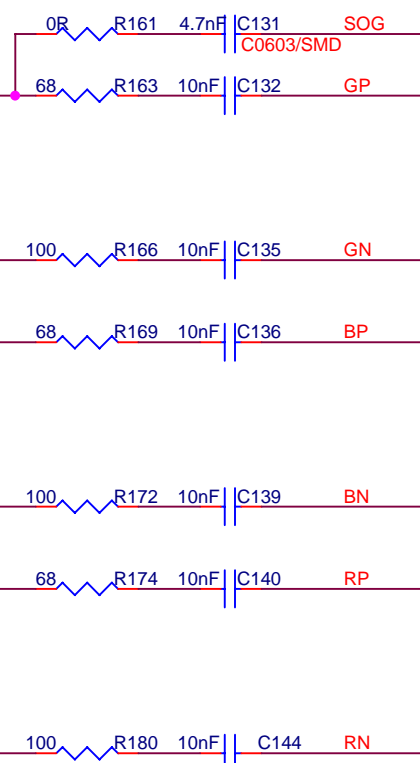 0R R161 4.7nF C131 SOG
C0603/SMD
68 R163 10nF C132 GP
100 R166 10nF C135 GN
68 R169 10nF C136 BP
100 R172 10nF C139 BN
68 R174 10nF C140 RP
100 R180 10nF C144 RN